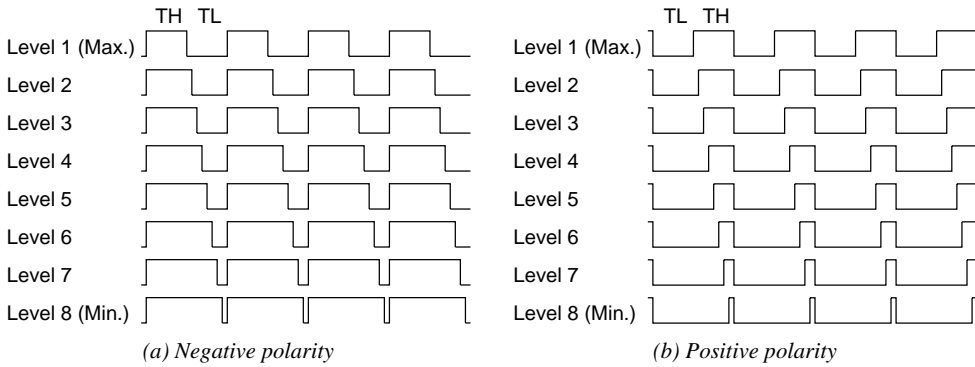 TH TL
Level 1 (Max.)
Level 2
Level 3
Level 4
Level 5
Level 6
Level 7
Level 8 (Min.)
(a) Negative polarity
TL TH
Level 1 (Max.)
Level 2
Level 3
Level 4
Level 5
Level 6
Level 7
Level 8 (Min.)
(b) Positive polarity